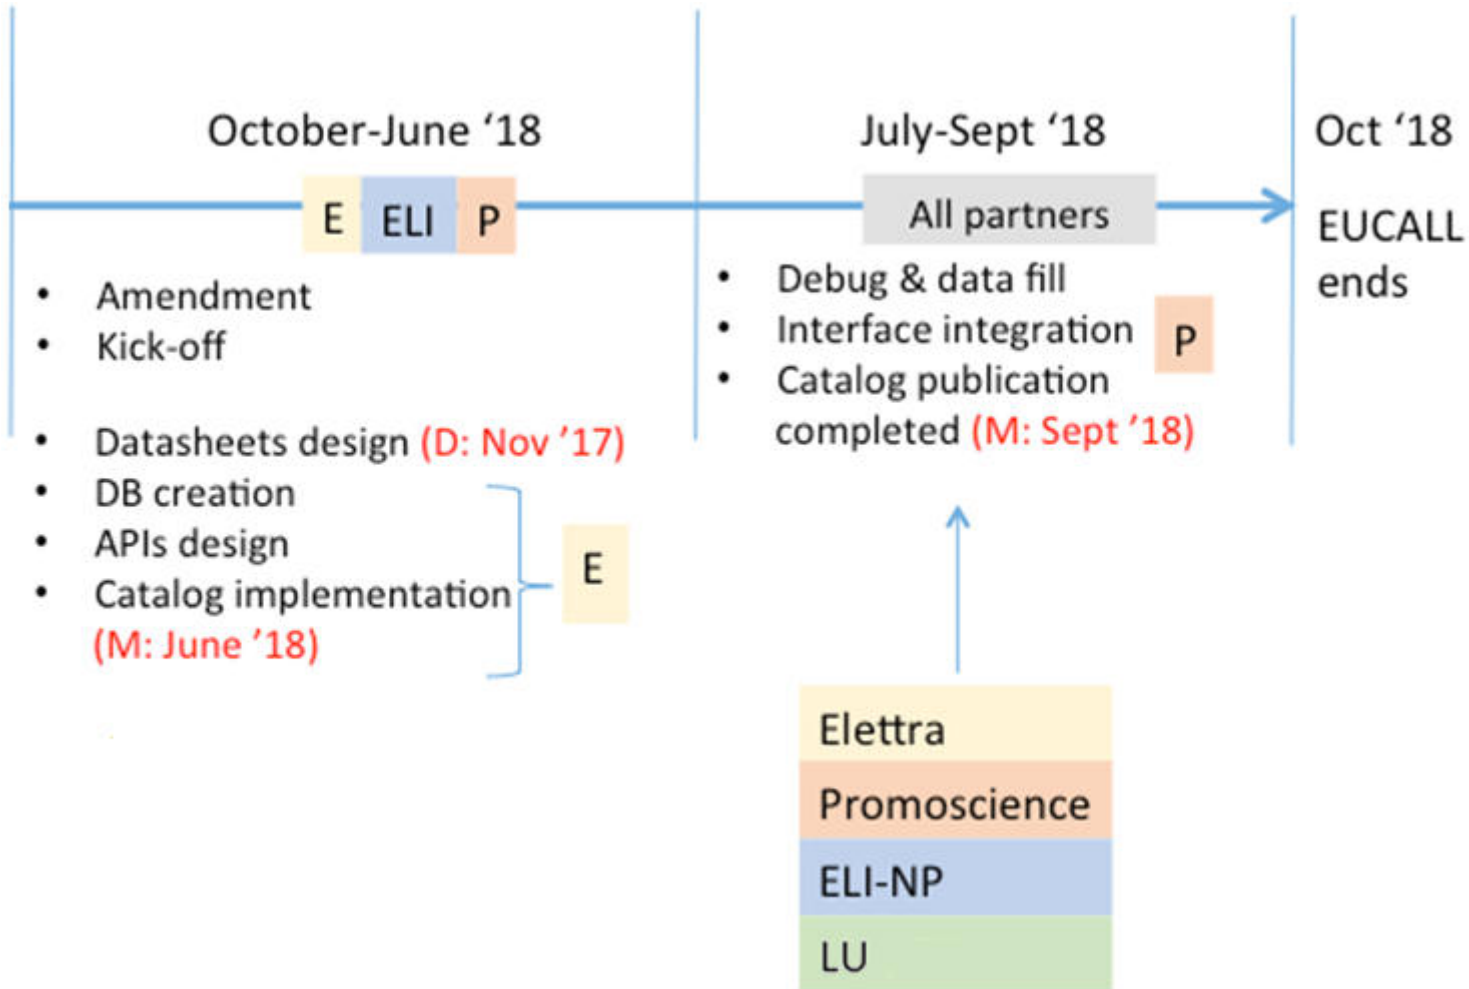 October-June ‘18
E ELI P
• Amendment
• Kick-off
• Datasheets design (D: Nov ’17)
• DB creation
• APIs design
• Catalog implementation
(M: June ’18)
E
July-Sept ‘18
All partners
• Debug & data fill
• Interface integration
• Catalog publication
completed (M: Sept ’18)
P
Oct ‘18
EUCALL
ends
Elettra
Promoscience
ELI-NP
LU